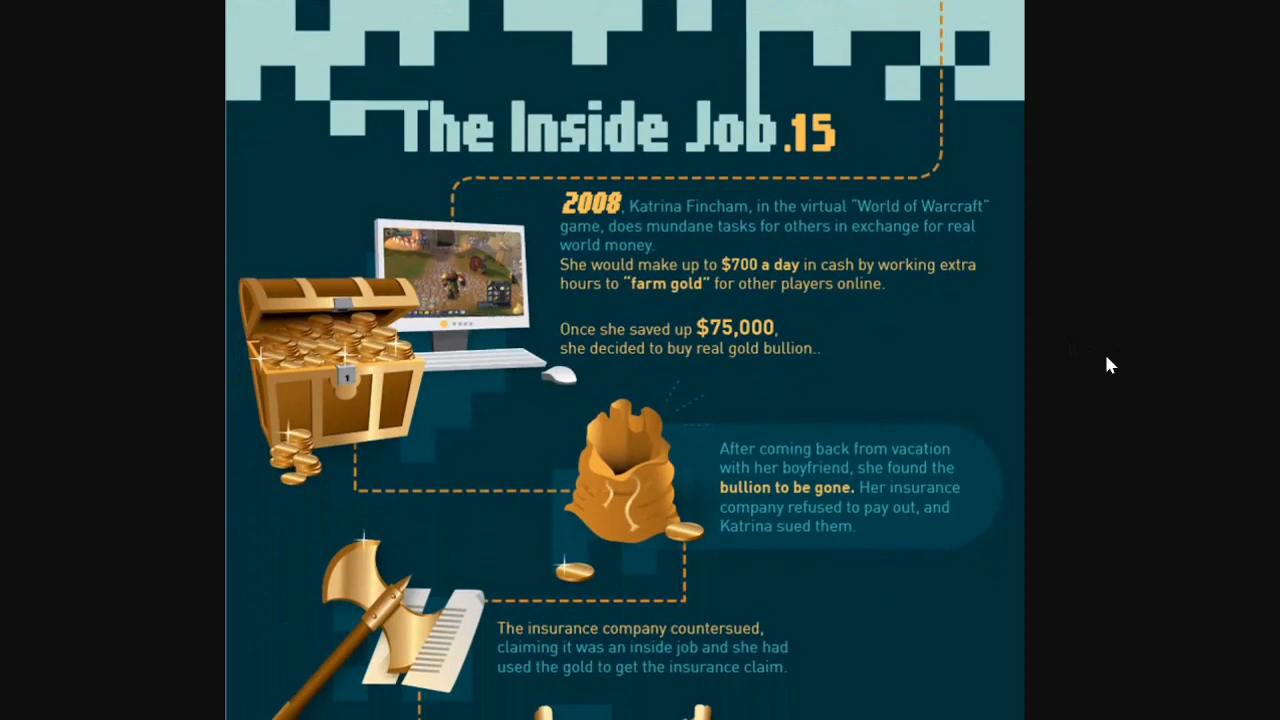 The Inside Job.15
2008, Katrina Fincham, in the virtual "World of Warcraft"
game, does mundane tasks for others in exchange for real
world money.
She would make up to $700 a day in cash by working extra
hours to "farm gold" for other players online.
Once she saved up $75,000,
she decided to buy real gold bullion..
After coming back from vacation
with her boyfriend, she found the
bullion to be gone. Her insurance
company refused to pay out, and
Katrina sued them.
The insurance company countersued,
claiming it was an inside job and she had
used the gold to get the insurance claim.